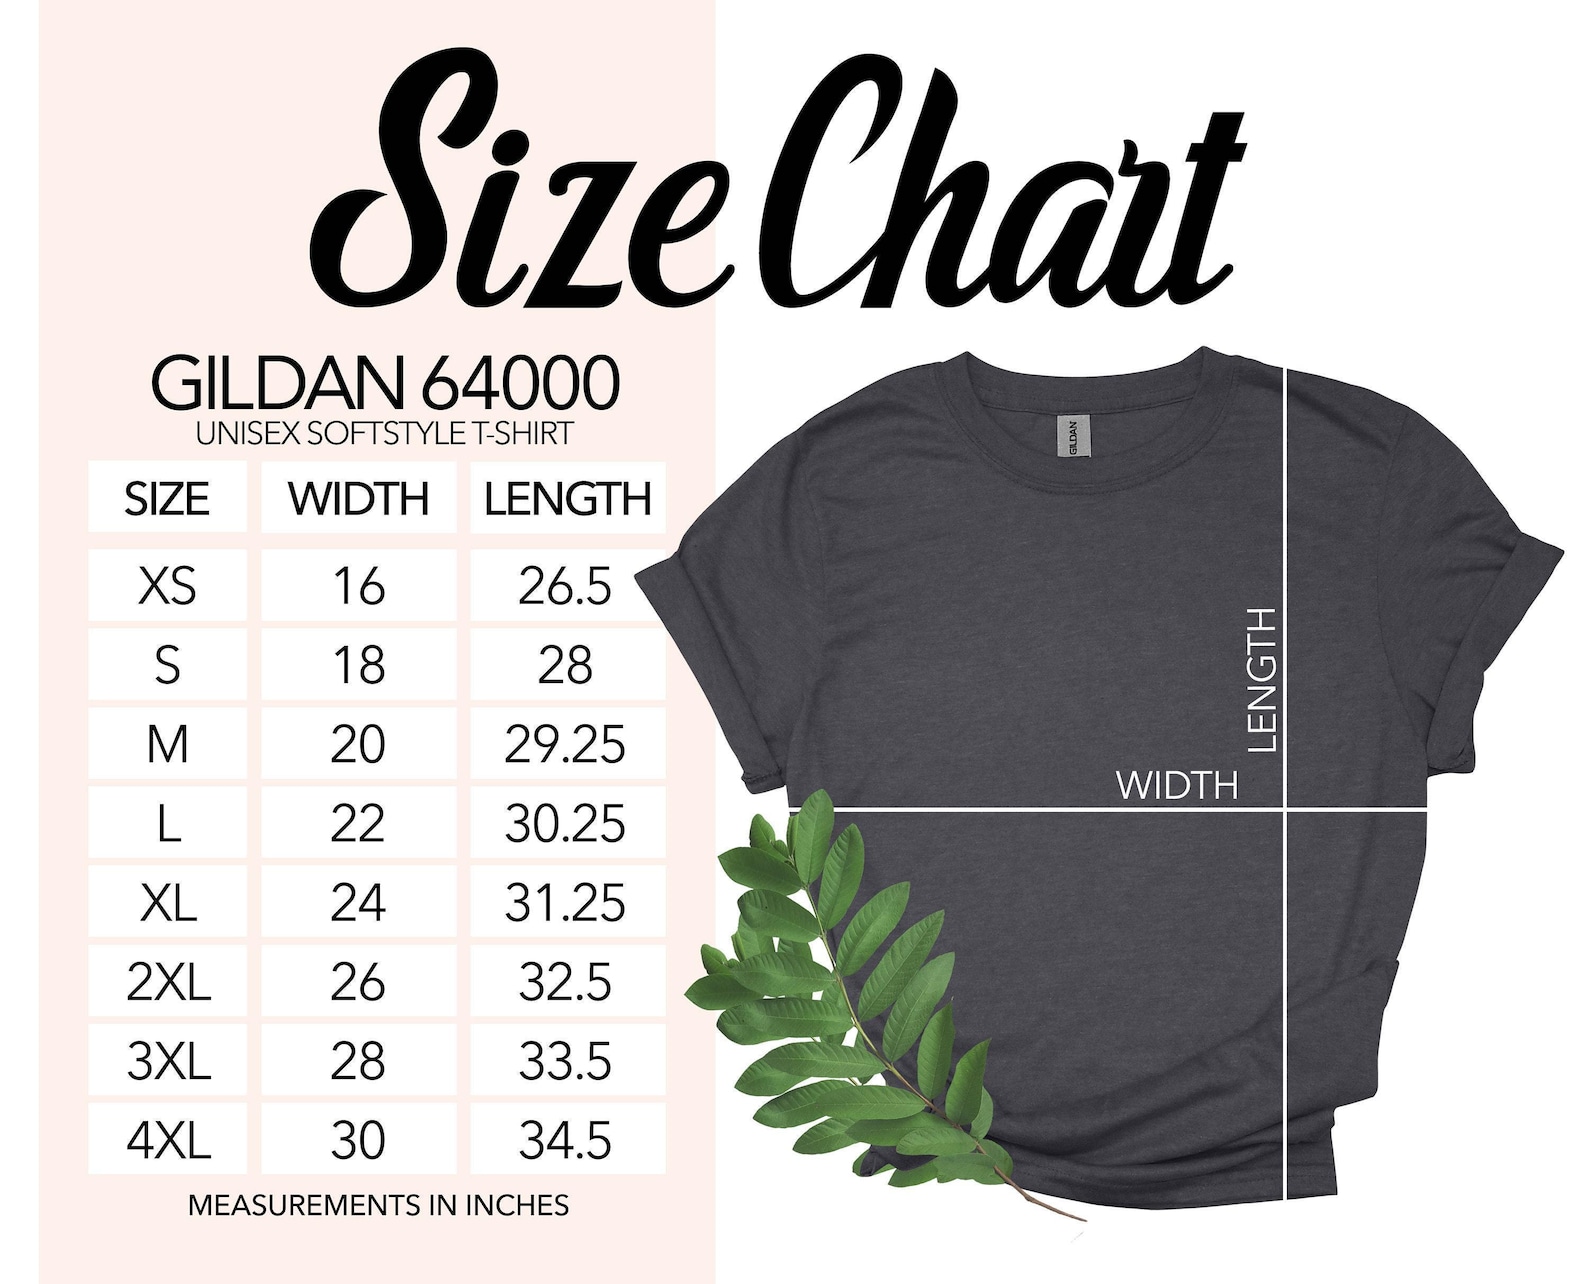 Size Chart
GILDAN 64000
UNISEX SOFTSTYLE T-SHIRT
SIZE WIDTH LENGTH
XS 16 26.5
S 18 28
M 20 29.25
L 22 30.25
XL 24 31.25
2XL 26 32.5
3XL 28 33.5
4XL 30 34.5
MEASUREMENTS IN INCHES
GILDAN
LENGTH
WIDTH